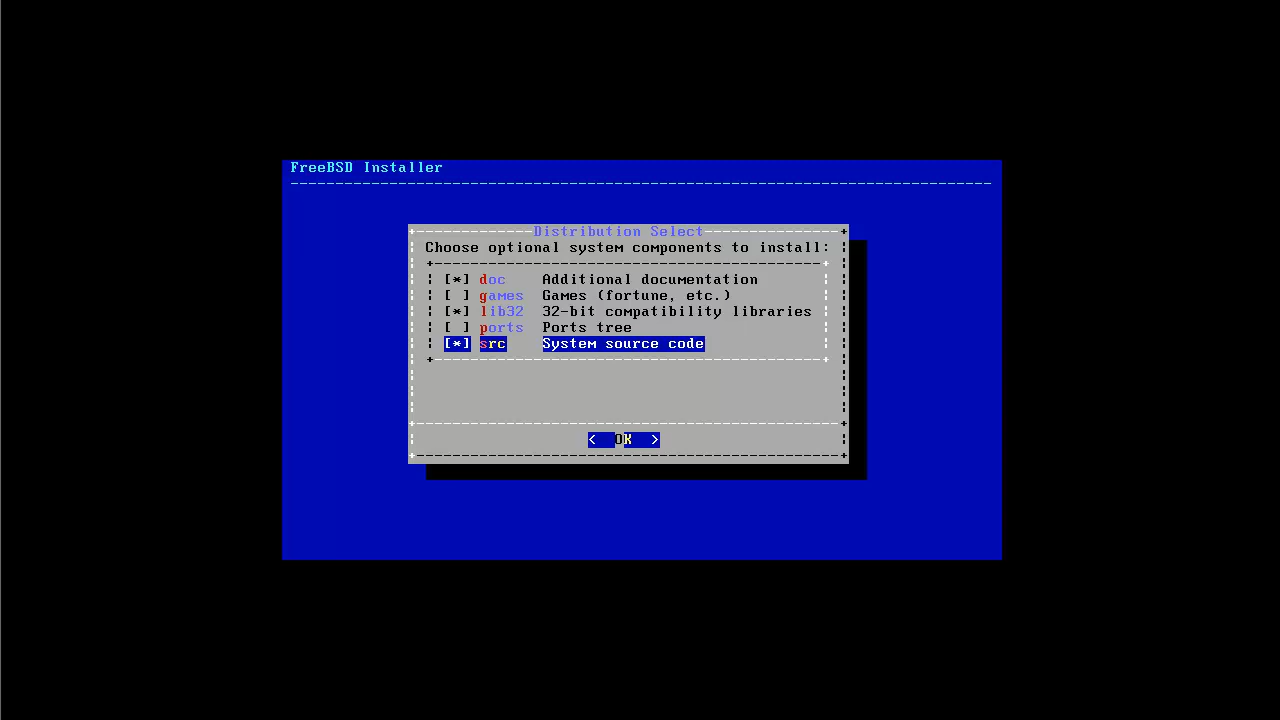 FreeBSD Installer
Distribution Select
Choose optional system components to install:
[*] doc Additional documentation
[ ] games Games (fortune, etc.)
[*] lib32 32-bit compatibility libraries
[ ] ports Ports tree
[*] src System source code
< OK >